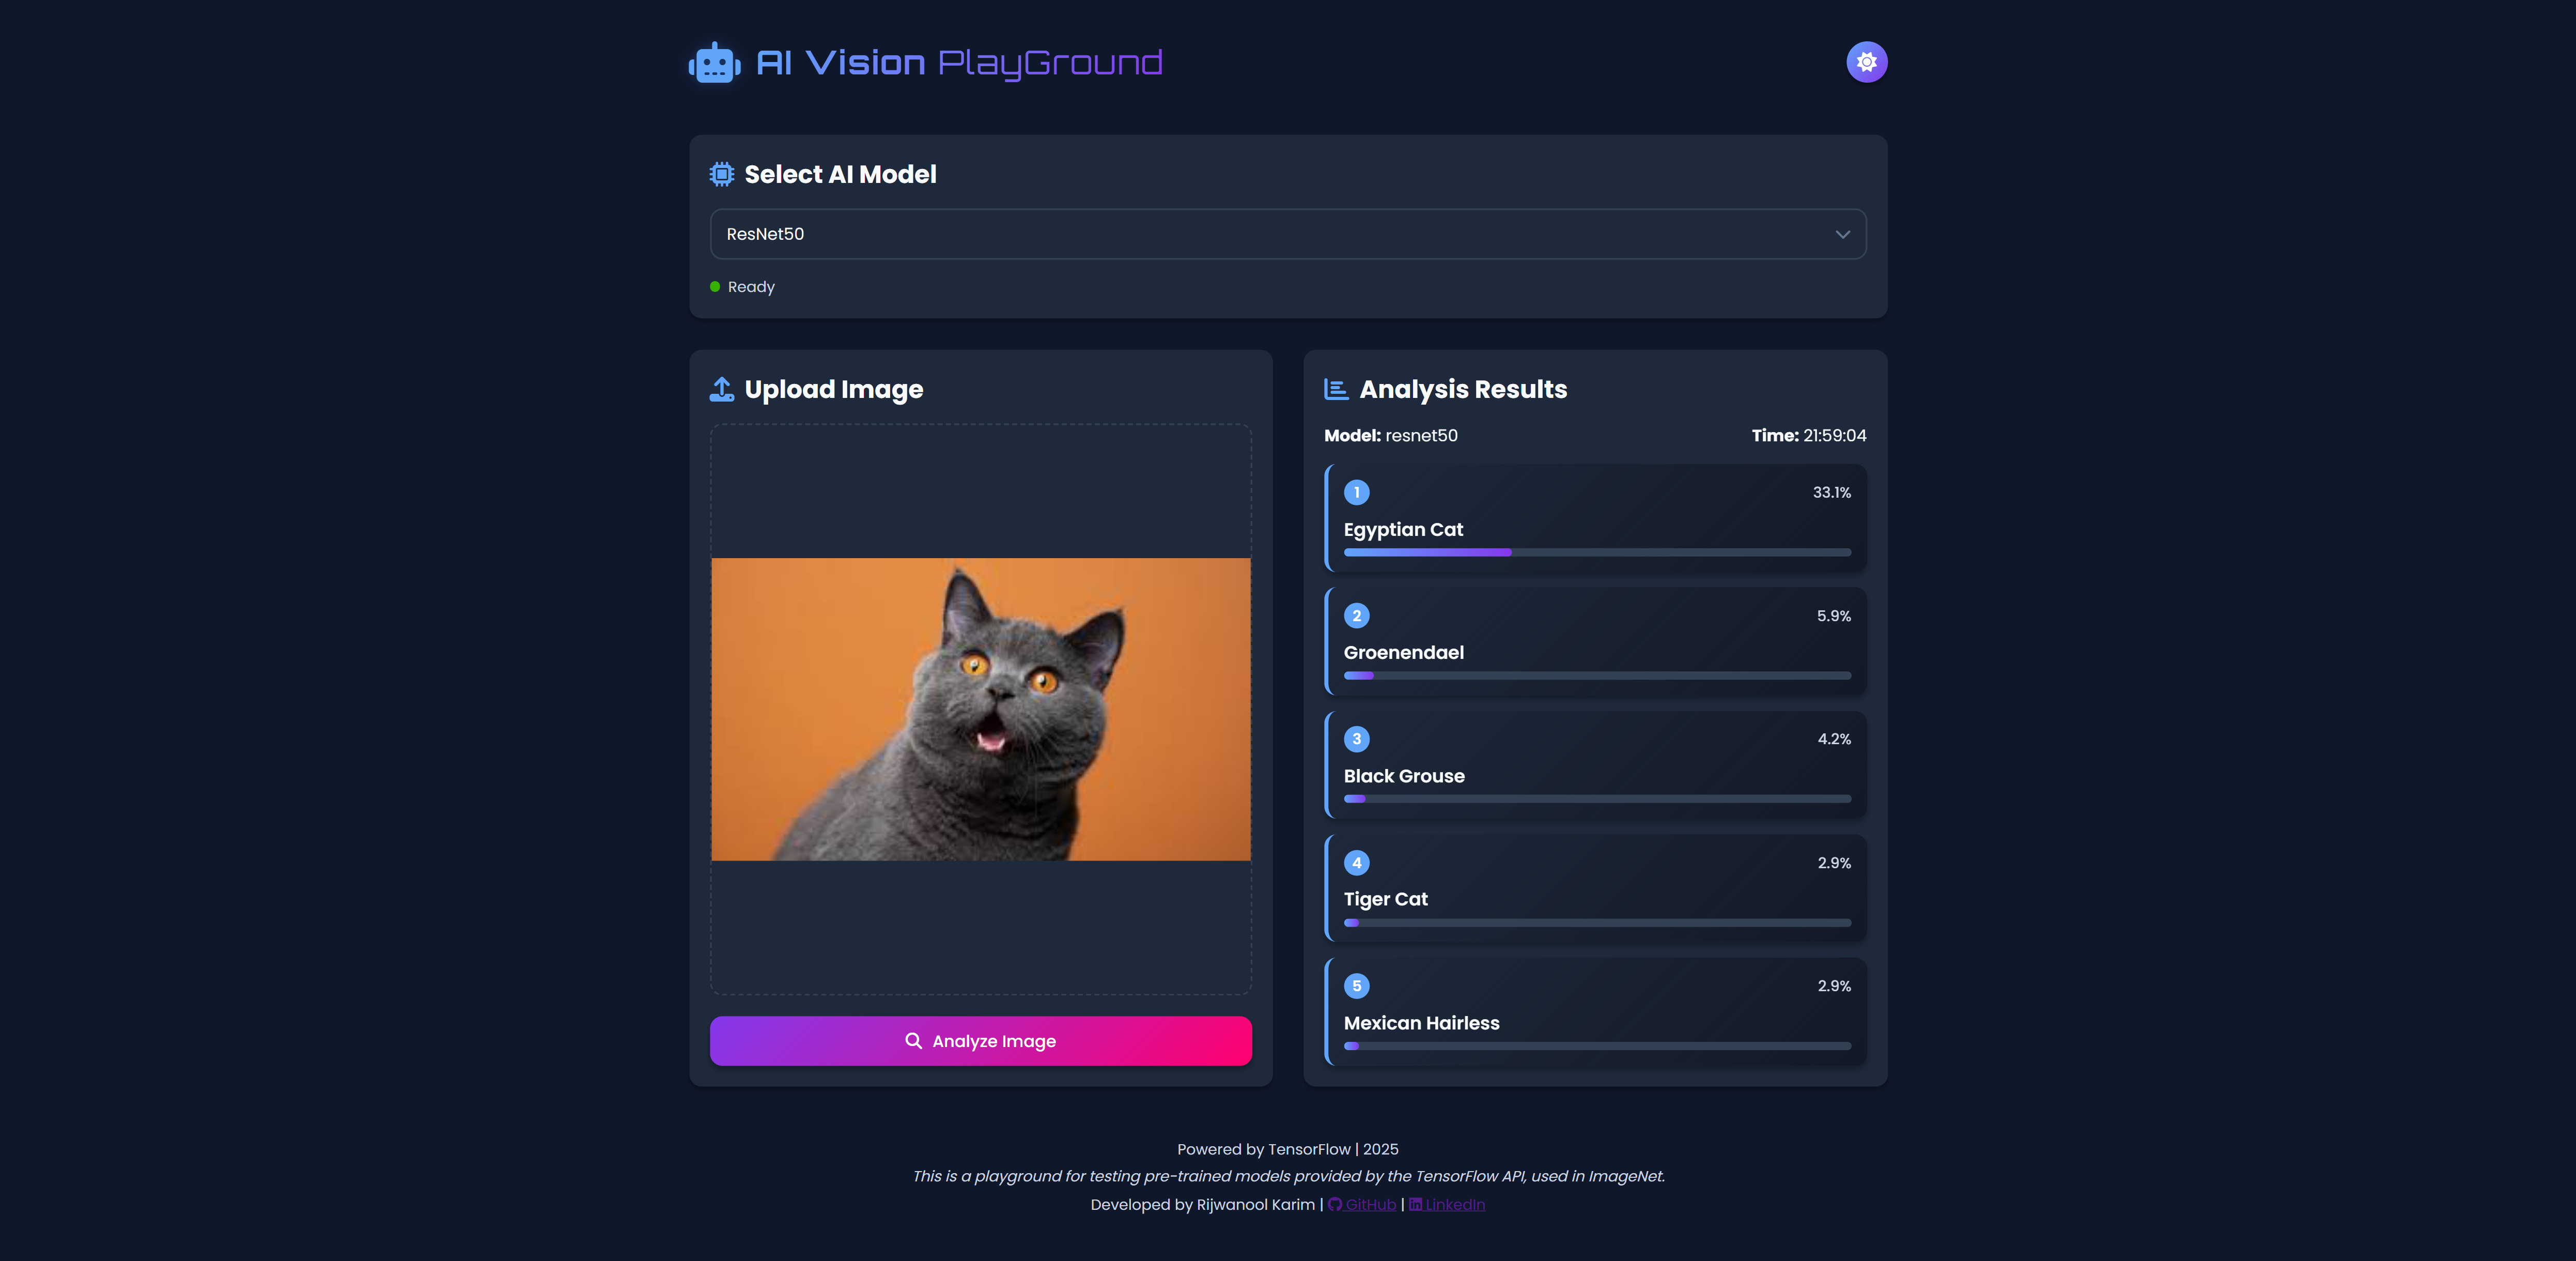 AI Vision PlayGround
Select AI Model
ResNet50
Ready
Upload Image
Analyze Image
Analysis Results
Model: resnet50 Time: 21:59:04
1 33.1%
Egyptian Cat
2 5.9%
Groenendael
3 4.2%
Black Grouse
4 2.9%
Tiger Cat
5 2.9%
Mexican Hairless
Powered by TensorFlow | 2025
This is a playground for testing pre-trained models provided by the TensorFlow API, used in ImageNet.
Developed by Rijwanool Karim | GitHub | LinkedIn